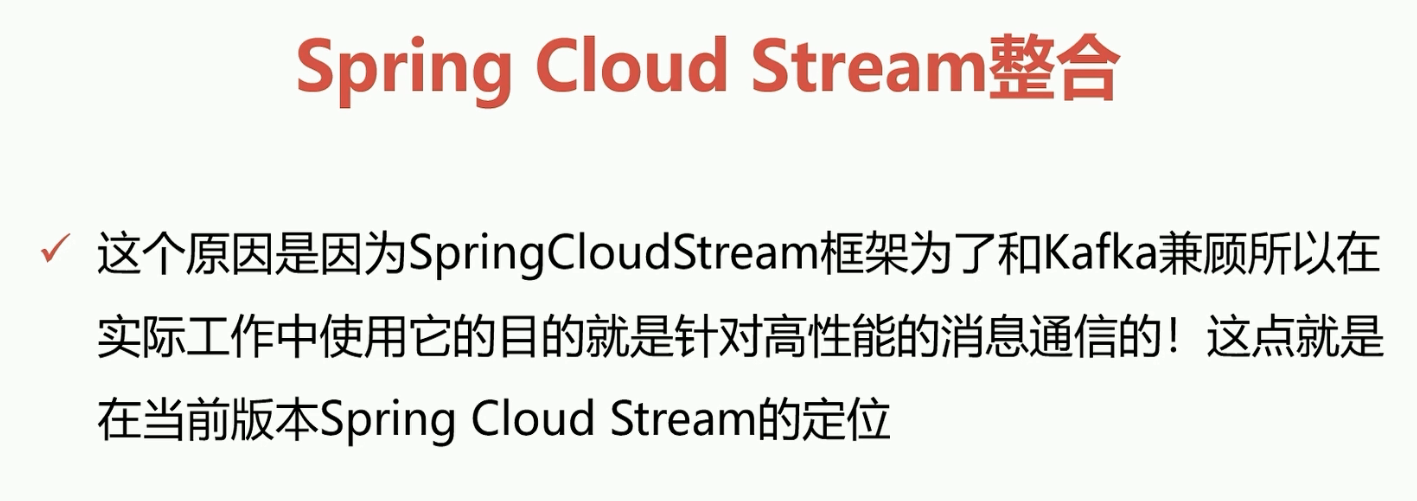 Spring Cloud Stream整合
这个原因是因为SpringCloudStream框架为了和Kafka兼顾所以在
实际工作中使用它的目的就是针对高性能的消息通信的！这点就是
在当前版本Spring Cloud Stream的定位